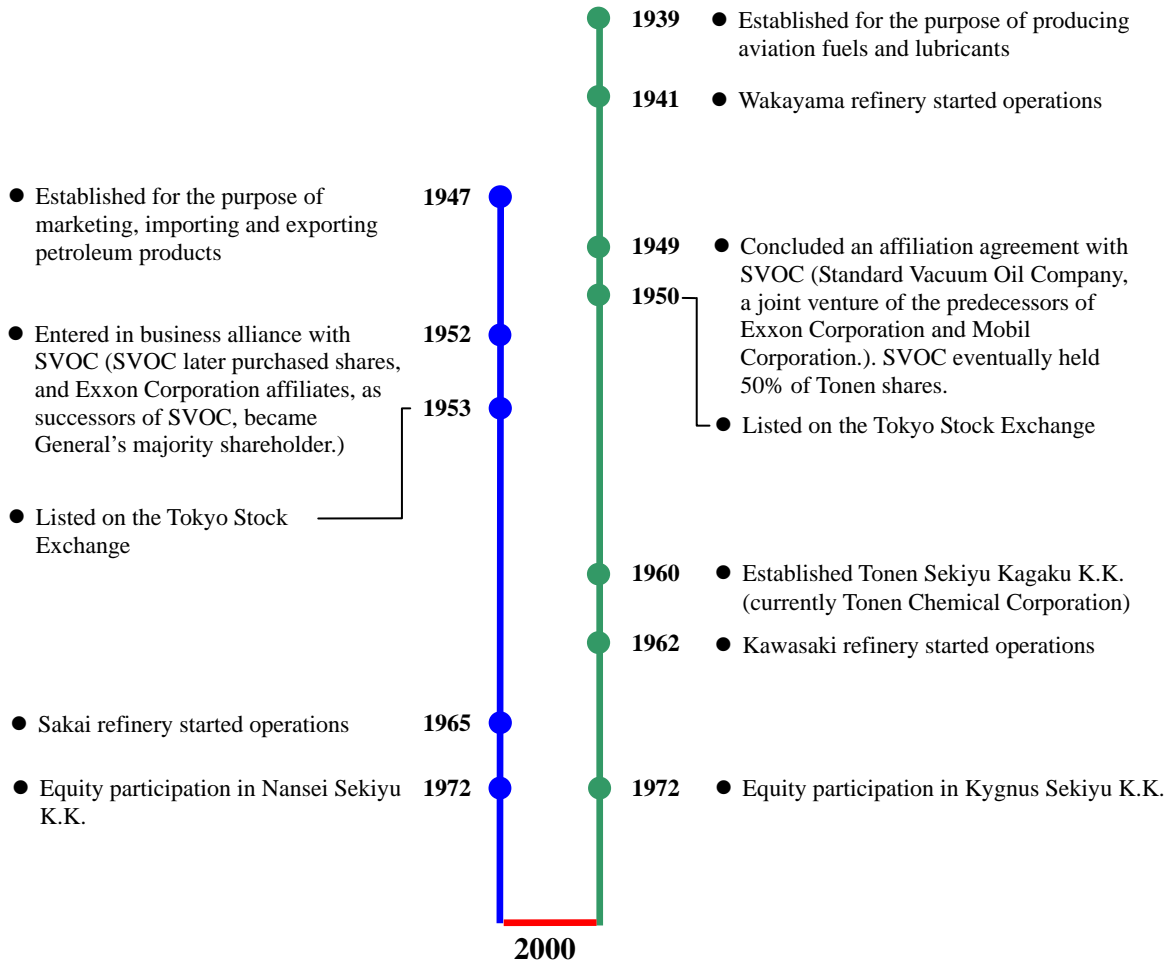 1939 ● Established for the purpose of producing
aviation fuels and lubricants
1941 ● Wakayama refinery started operations
● Established for the purpose of
marketing, importing and exporting
petroleum products
1947
1949 ● Concluded an affiliation agreement with
SVOC (Standard Vacuum Oil Company,
a joint venture of the predecessors of
Exxon Corporation and Mobil
Corporation.). SVOC eventually held
50% of Tonen shares.
1950
● Listed on the Tokyo Stock Exchange
● Entered in business alliance with
SVOC (SVOC later purchased shares,
and Exxon Corporation affiliates, as
successors of SVOC, became
General’s majority shareholder.)
1952
1953
● Listed on the Tokyo Stock
Exchange
1960 ● Established Tonen Sekiyu Kagaku K.K.
(currently Tonen Chemical Corporation)
1962 ● Kawasaki refinery started operations
● Sakai refinery started operations 1965
● Equity participation in Nansei Sekiyu
K.K.
1972
1972 ● Equity participation in Kygnus Sekiyu K.K.
2000